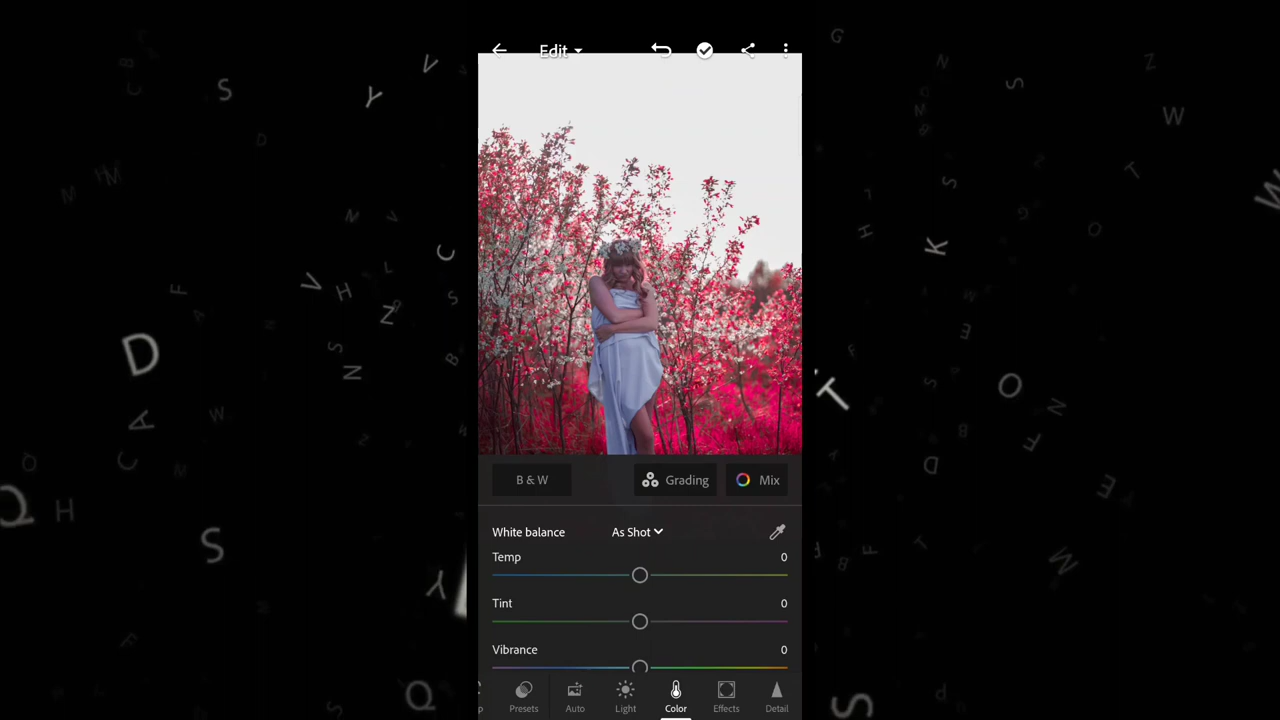 Edit
B & W
Grading
Mix
White balance
As Shot
Temp
0
Tint
0
Vibrance
0
Presets
Auto
Light
Color
Effects
Detail